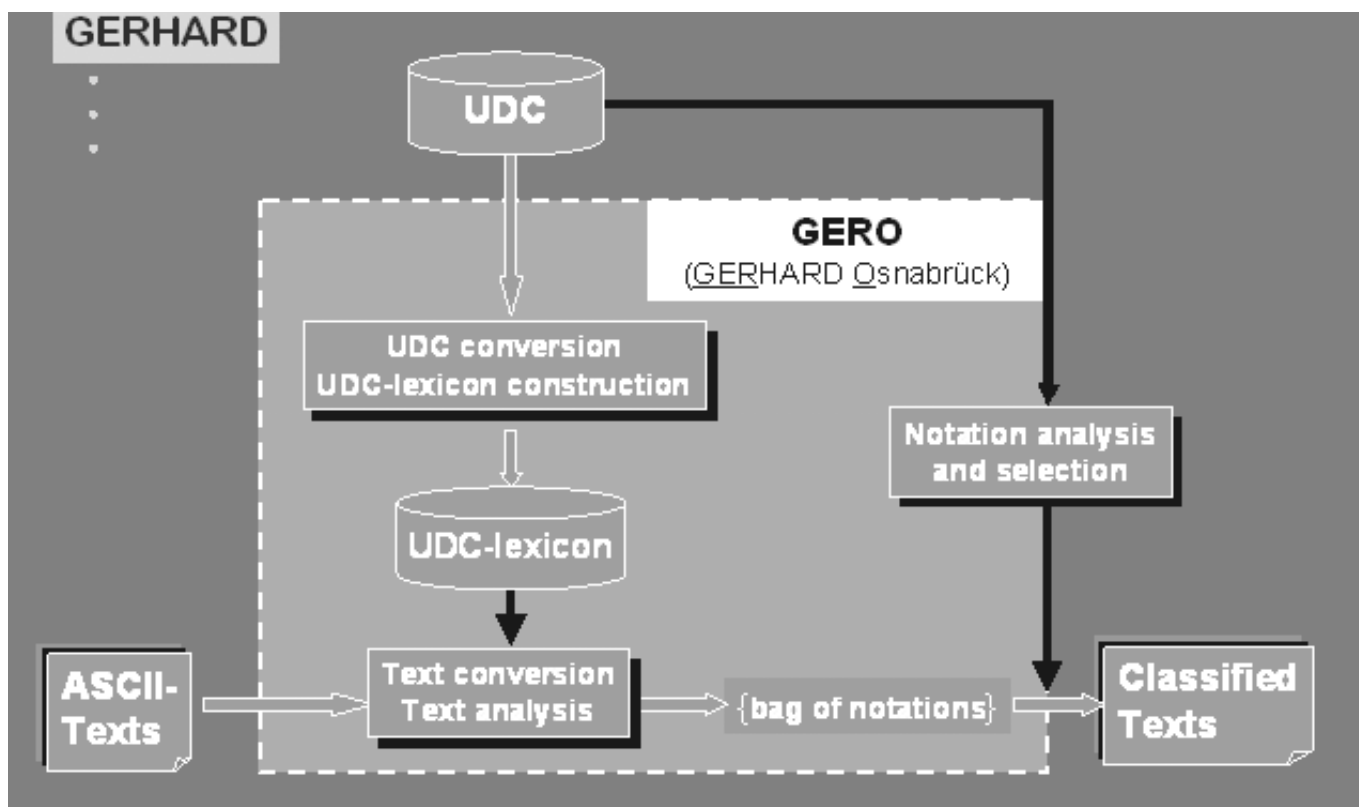 GERHARD
UDC
GERO
(GERHARD Osnabrück)
UDC conversion
UDC-lexicon construction
Notation analysis
and selection
UDC-lexicon
ASCII-
Texts
Text conversion
Text analysis
{bag of notations}
Classified
Texts